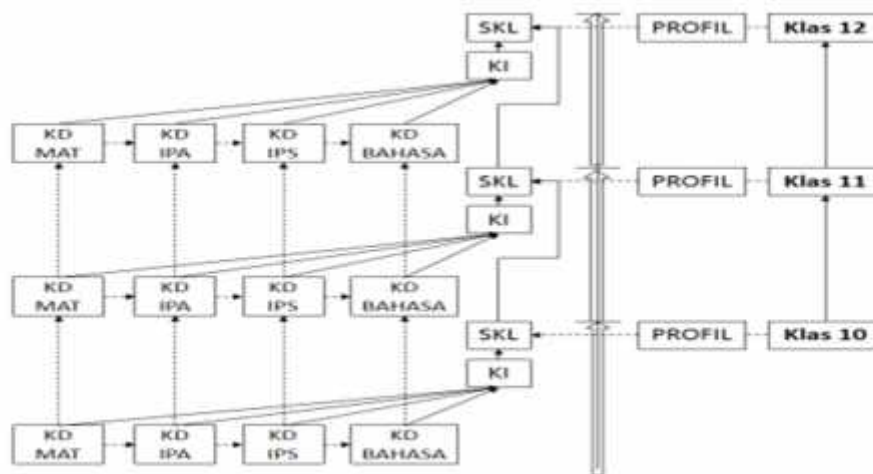 SKL
PROFIL
Klas 12
KI
KD
MAT
KD
IPA
KD
IPS
KD
BAHASA
SKL
PROFIL
Klas 11
KI
KD
MAT
KD
IPA
KD
IPS
KD
BAHASA
SKL
PROFIL
Klas 10
KI
KD
MAT
KD
IPA
KD
IPS
KD
BAHASA